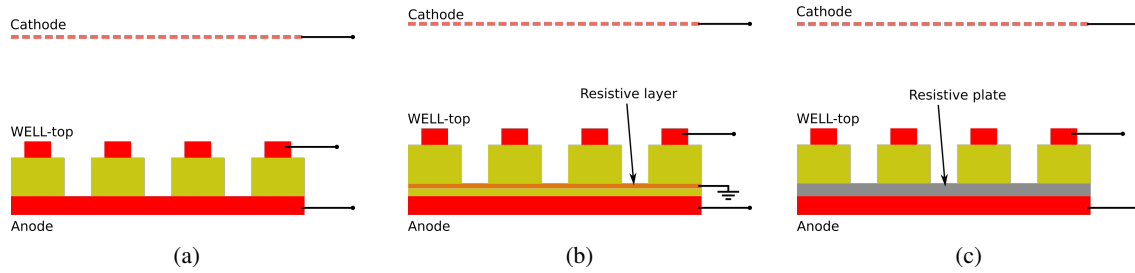 Cathode
WELL-top
Anode
(a)
Cathode
Resistive layer
WELL-top
Anode
(b)
Cathode
Resistive plate
WELL-top
Anode
(c)